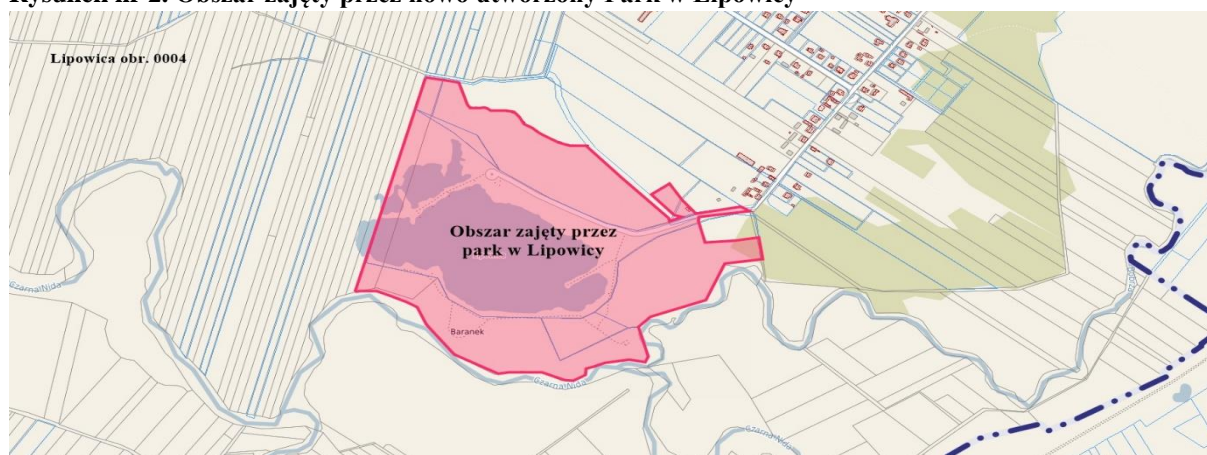 Rysunek nr 2. Obszar zajęty przez nowo utworzony Park w Lipowicy
Lipowica obr. 0004
Obszar zajęty przez
park w Lipowicy
Czarna Nida
Baranek
Czarna Nida